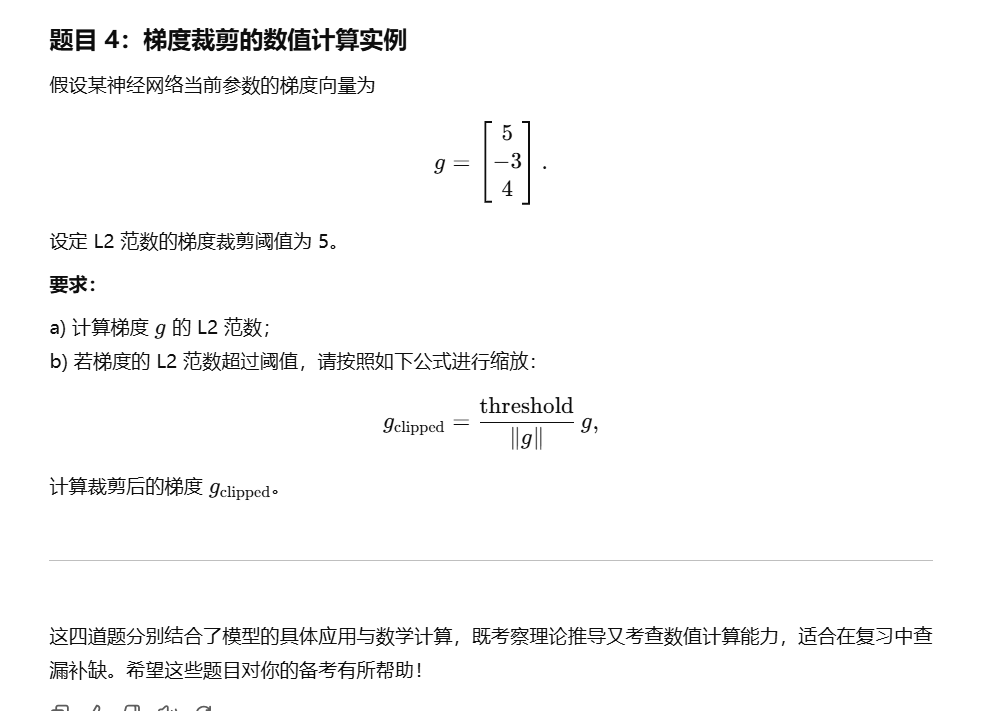 题目 4：梯度裁剪的数值计算实例
假设某神经网络当前参数的梯度向量为
g = [5 −3 4].
设定 L2 范数的梯度裁剪阈值为 5。
要求：
a) 计算梯度 g 的 L2 范数；
b) 若梯度的 L2 范数超过阈值，请按照如下公式进行缩放：
g_clipped = threshold / ‖g‖ g,
计算裁剪后的梯度 g_clipped。
这四道题分别结合了模型的具体应用与数学计算，既考察理论推导又考查数值计算能力，适合在复习中查
漏补缺。希望这些题目对你的备考有所帮助！